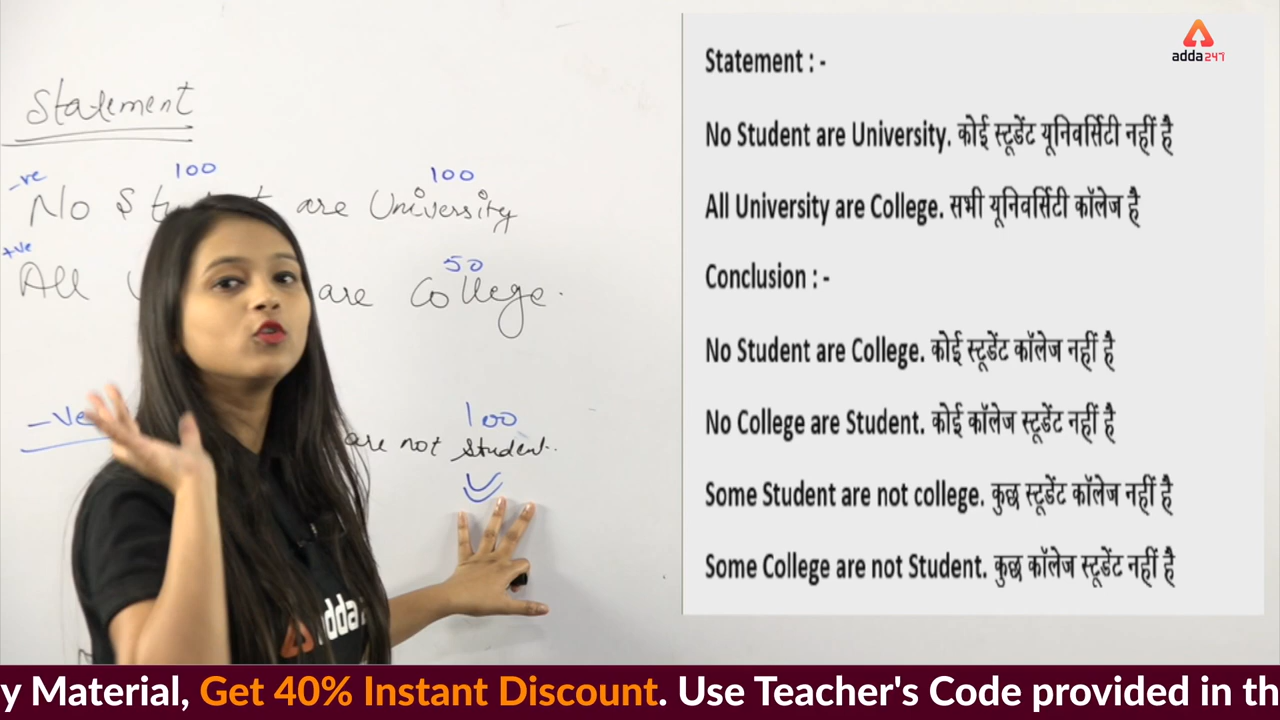 Statement
-ve 100 100
No are University
+ve 50
All are College.
-ve 100
are not Student.
adda
adda247
Statement : -
No Student are University. कोई स्टूडेंट यूनिवर्सिटी नहीं है
All University are College. सभी यूनिवर्सिटी कॉलेज है
Conclusion : -
No Student are College. कोई स्टूडेंट कॉलेज नहीं है
No College are Student. कोई कॉलेज स्टूडेंट नहीं है
Some Student are not college. कुछ स्टूडेंट कॉलेज नहीं है
Some College are not Student. कुछ कॉलेज स्टूडेंट नहीं है
y Material, Get 40% Instant Discount. Use Teacher's Code provided in th